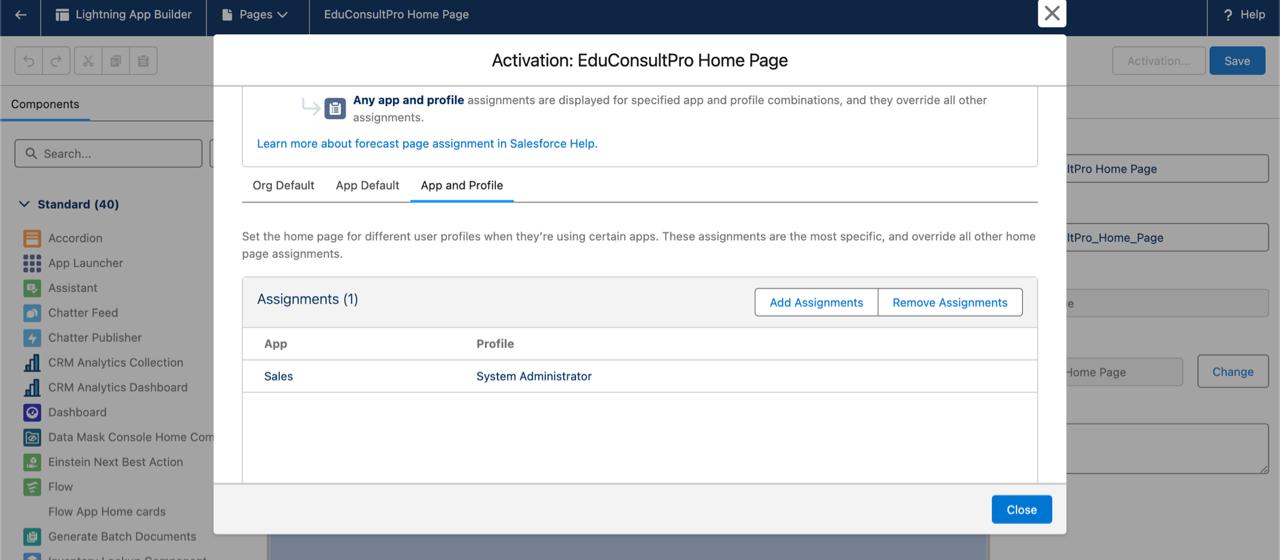 Lightning App Builder
Pages
EduConsultPro Home Page
? Help
Activation: EduConsultPro Home Page
Activation...
Save
Components
Search...
Standard (40)
Accordion
App Launcher
Assistant
Chatter Feed
Chatter Publisher
CRM Analytics Collection
CRM Analytics Dashboard
Dashboard
Data Mask Console Home Com
Einstein Next Best Action
Flow
Flow App Home cards
Generate Batch Documents
Inventory Lookup Component
Any app and profile assignments are displayed for specified app and profile combinations, and they override all other
assignments.
Learn more about forecast page assignment in Salesforce Help.
Org Default
App Default
App and Profile
Set the home page for different user profiles when they're using certain apps. These assignments are the most specific, and override all other home
page assignments.
Assignments (1)
Add Assignments
Remove Assignments
App
Profile
Sales
System Administrator
Close
ltPro Home Page
ltPro_Home_Page
e
Home Page
Change